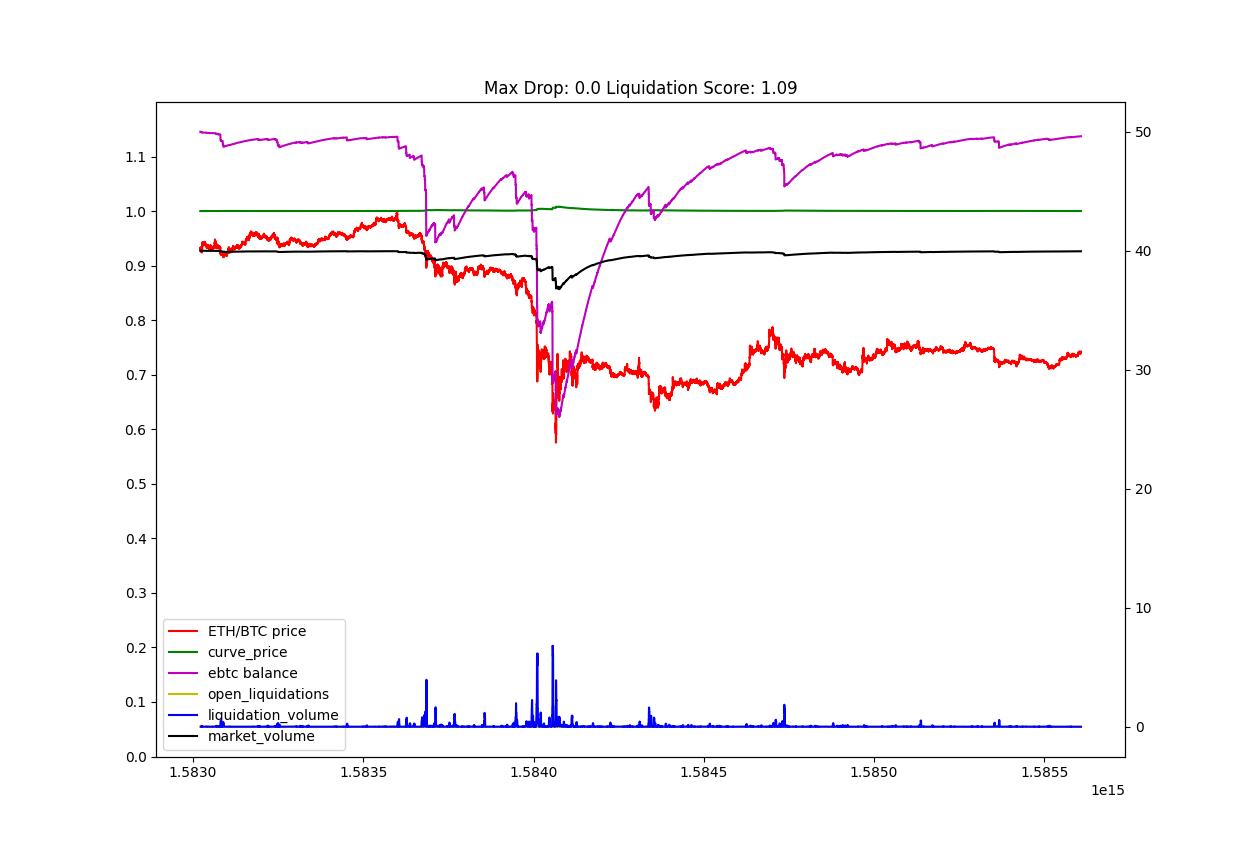 Max Drop: 0.0 Liquidation Score: 1.09
1.1
1.0
0.9
0.8
0.7
0.6
0.5
0.4
0.3
0.2
0.1
0.0
50
40
30
20
10
0
ETH/BTC price
curve_price
ebtc balance
open_liquidations
liquidation_volume
market_volume
1.5830 1.5835 1.5840 1.5845 1.5850 1.5855
1e15